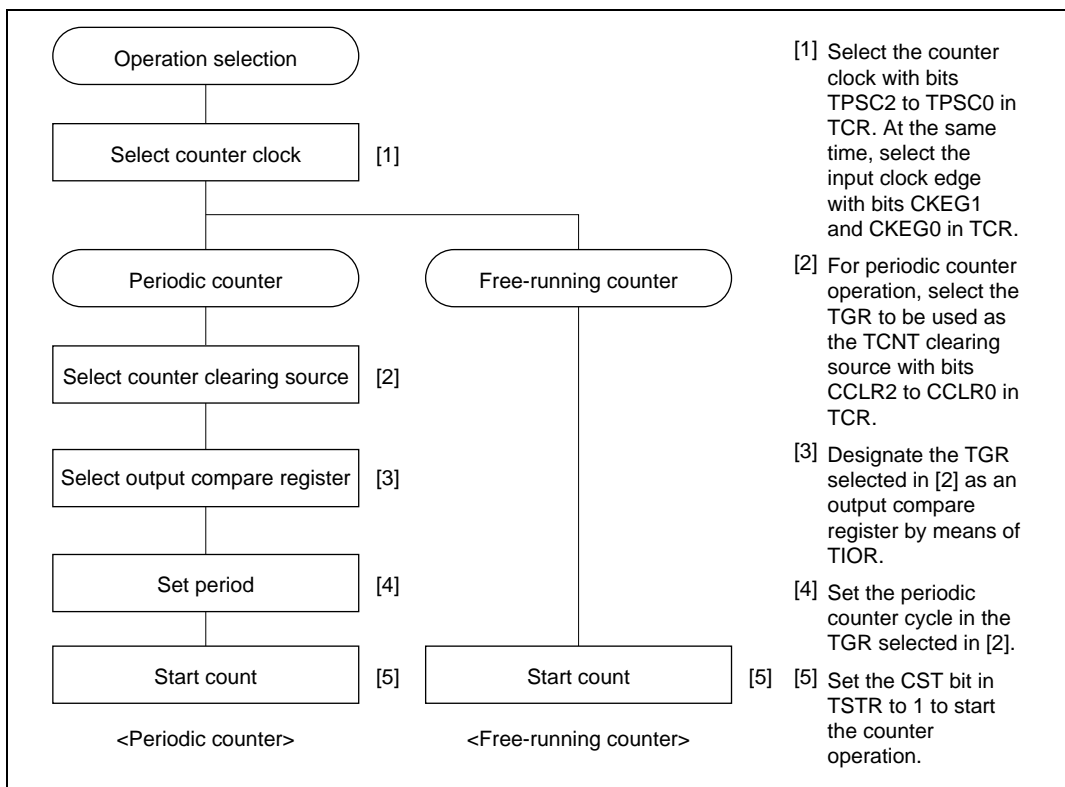 Operation selection
Select counter clock [1]
Periodic counter Free-running counter
Select counter clearing source [2]
Select output compare register [3]
Set period [4]
Start count [5] Start count [5]
<Periodic counter> <Free-running counter>
[1] Select the counter
clock with bits
TPSC2 to TPSC0 in
TCR. At the same
time, select the
input clock edge
with bits CKEG1
and CKEG0 in TCR.
[2] For periodic counter
operation, select the
TGR to be used as
the TCNT clearing
source with bits
CCLR2 to CCLR0 in
TCR.
[3] Designate the TGR
selected in [2] as an
output compare
register by means of
TIOR.
[4] Set the periodic
counter cycle in the
TGR selected in [2].
[5] Set the CST bit in
TSTR to 1 to start
the counter
operation.